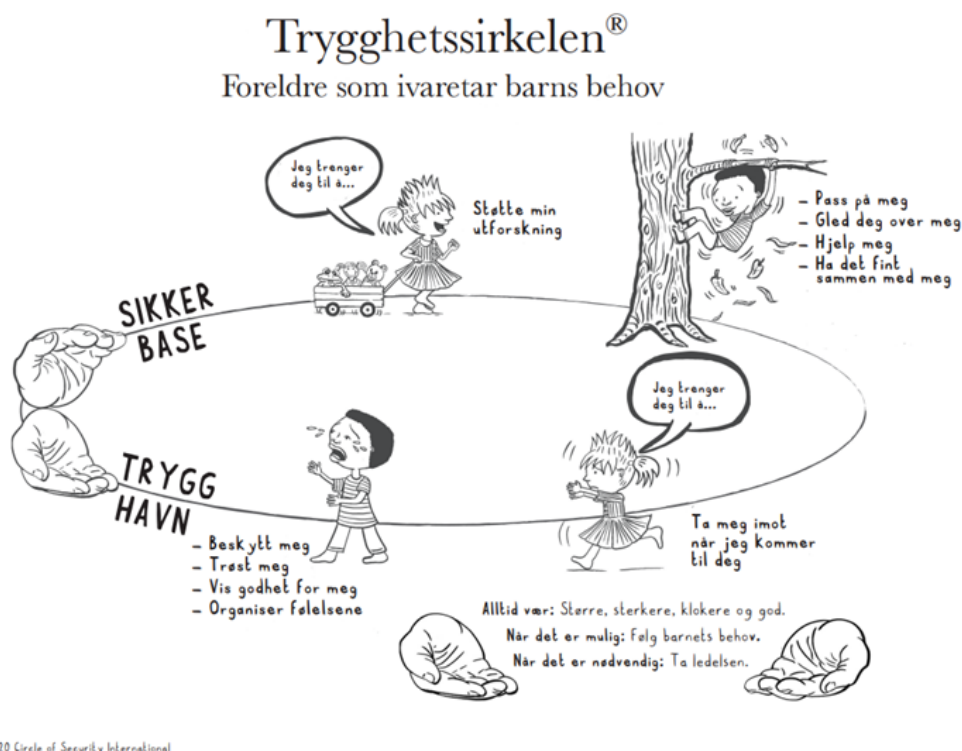 Trygghetssirkelen®
Foreldre som ivaretar barns behov
Jeg trenger
deg til å...
Støtte min
utforskning
- Pass på meg
- Gled deg over meg
- Hjelp meg
- Ha det fint
sammen med meg
SIKKER
BASE
Jeg trenger
deg til å...
TRYGG
HAVN
Ta meg imot
når jeg kommer
til deg
- Beskytt meg
- Trøst meg
- Vis godhet for meg
- Organiser følelsene
Alltid vær: Større, sterkere, klokere og god.
Når det er mulig: Følg barnets behov.
Når det er nødvendig: Ta ledelsen.
Circle of Security International